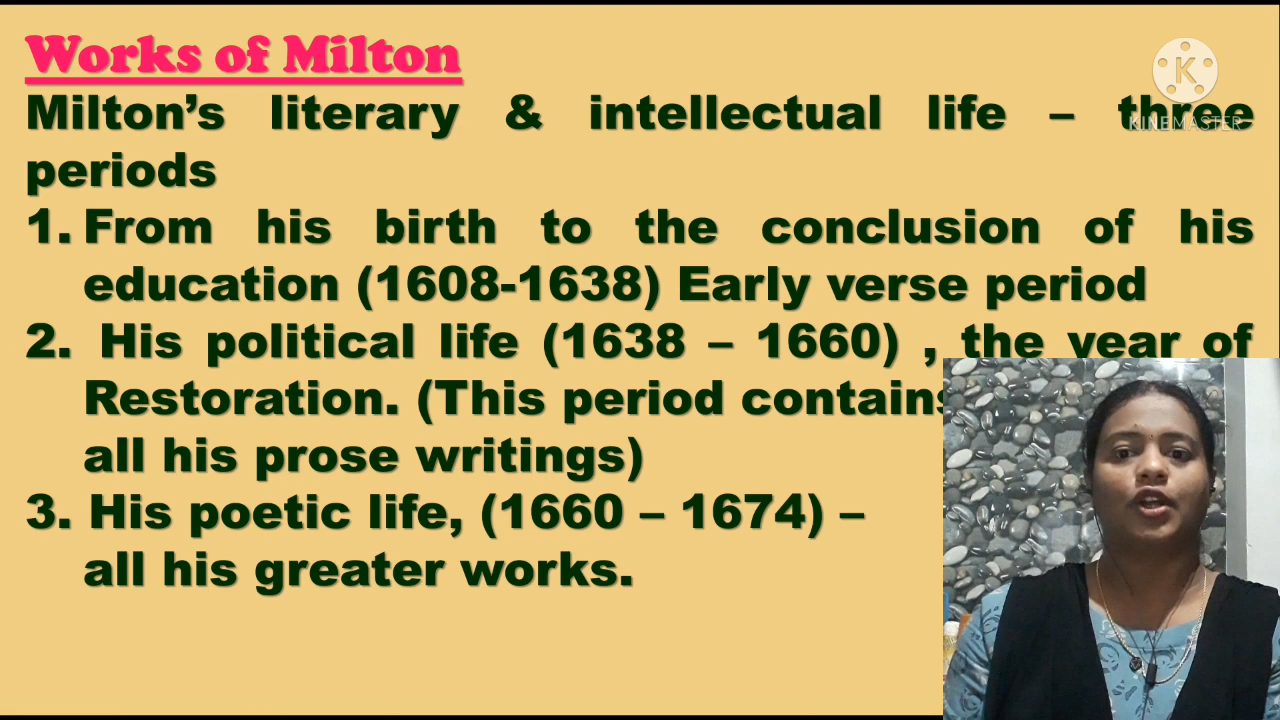 Works of Milton
Milton’s literary & intellectual life – three
periods
1. From his birth to the conclusion of his
education (1608-1638) Early verse period
2. His political life (1638 – 1660) , the year of
Restoration. (This period contains
all his prose writings)
3. His poetic life, (1660 – 1674) –
all his greater works.
K
KINEMASTER